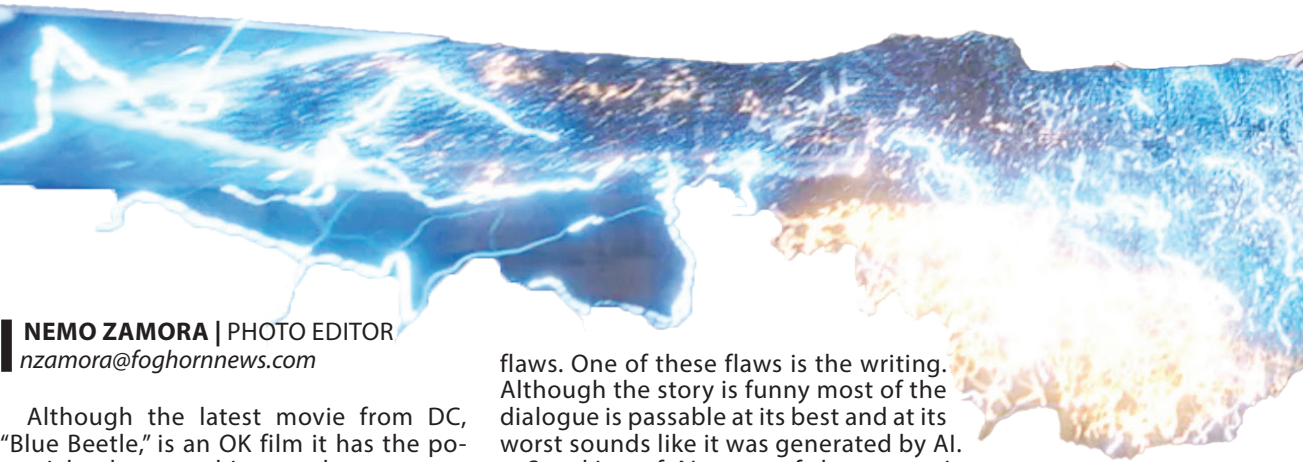 NEMO ZAMORA | PHOTO EDITOR
nzamora@foghornnews.com
Although the latest movie from DC,
“Blue Beetle,” is an OK film it has the po-
flaws. One of these flaws is the writing.
Although the story is funny most of the
dialogue is passable at its best and at its
worst sounds like it was generated by AI.